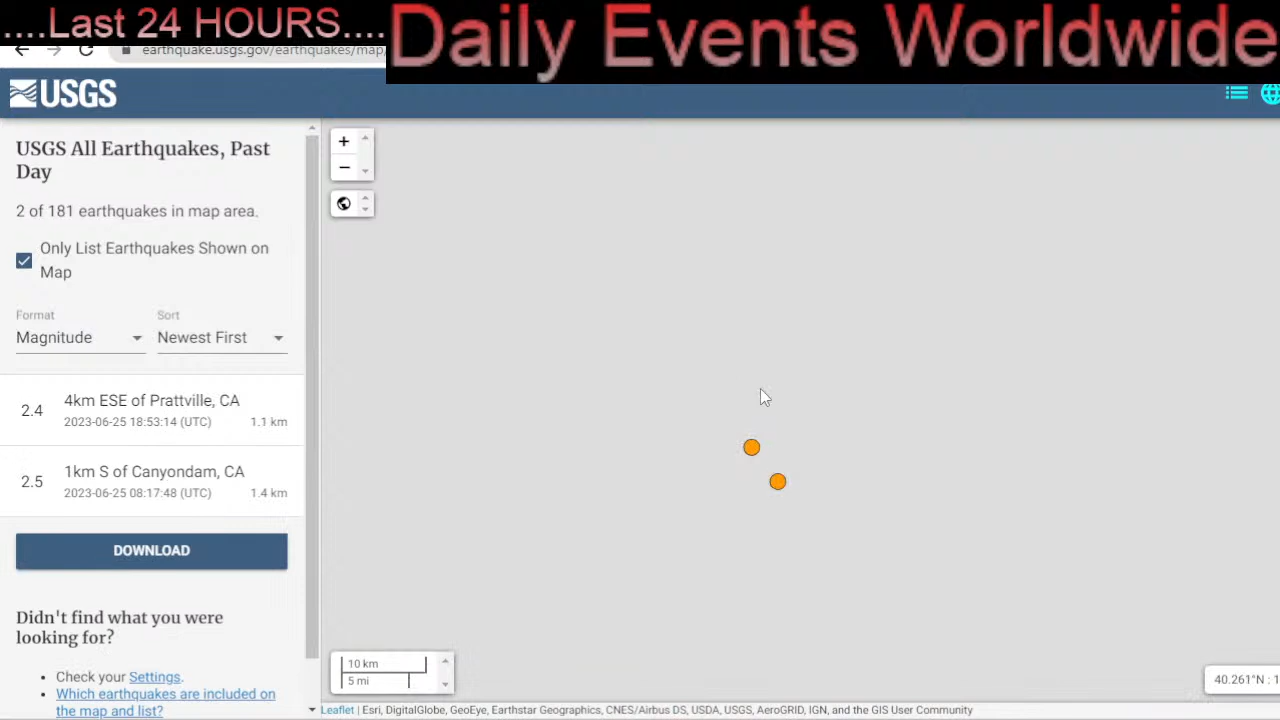 ....Last 24 HOURS....
Daily Events Worldwide
earthquake.usgs.gov/earthquakes/map
USGS
USGS All Earthquakes, Past
Day
2 of 181 earthquakes in map area.
Only List Earthquakes Shown on
Map
Format
Sort
Magnitude
Newest First
2.4
4km ESE of Prattville, CA
2023-06-25 18:53:14 (UTC)
1.1 km
2.5
1km S of Canyondam, CA
2023-06-25 08:17:48 (UTC)
1.4 km
DOWNLOAD
Didn't find what you were
looking for?
• Check your Settings.
• Which earthquakes are included on
the map and list?
+
−
10 km
5 mi
40.261°N : 1
Leaflet | Esri, DigitalGlobe, GeoEye, Earthstar Geographics, CNES/Airbus DS, USDA, USGS, AeroGRID, IGN, and the GIS User Community